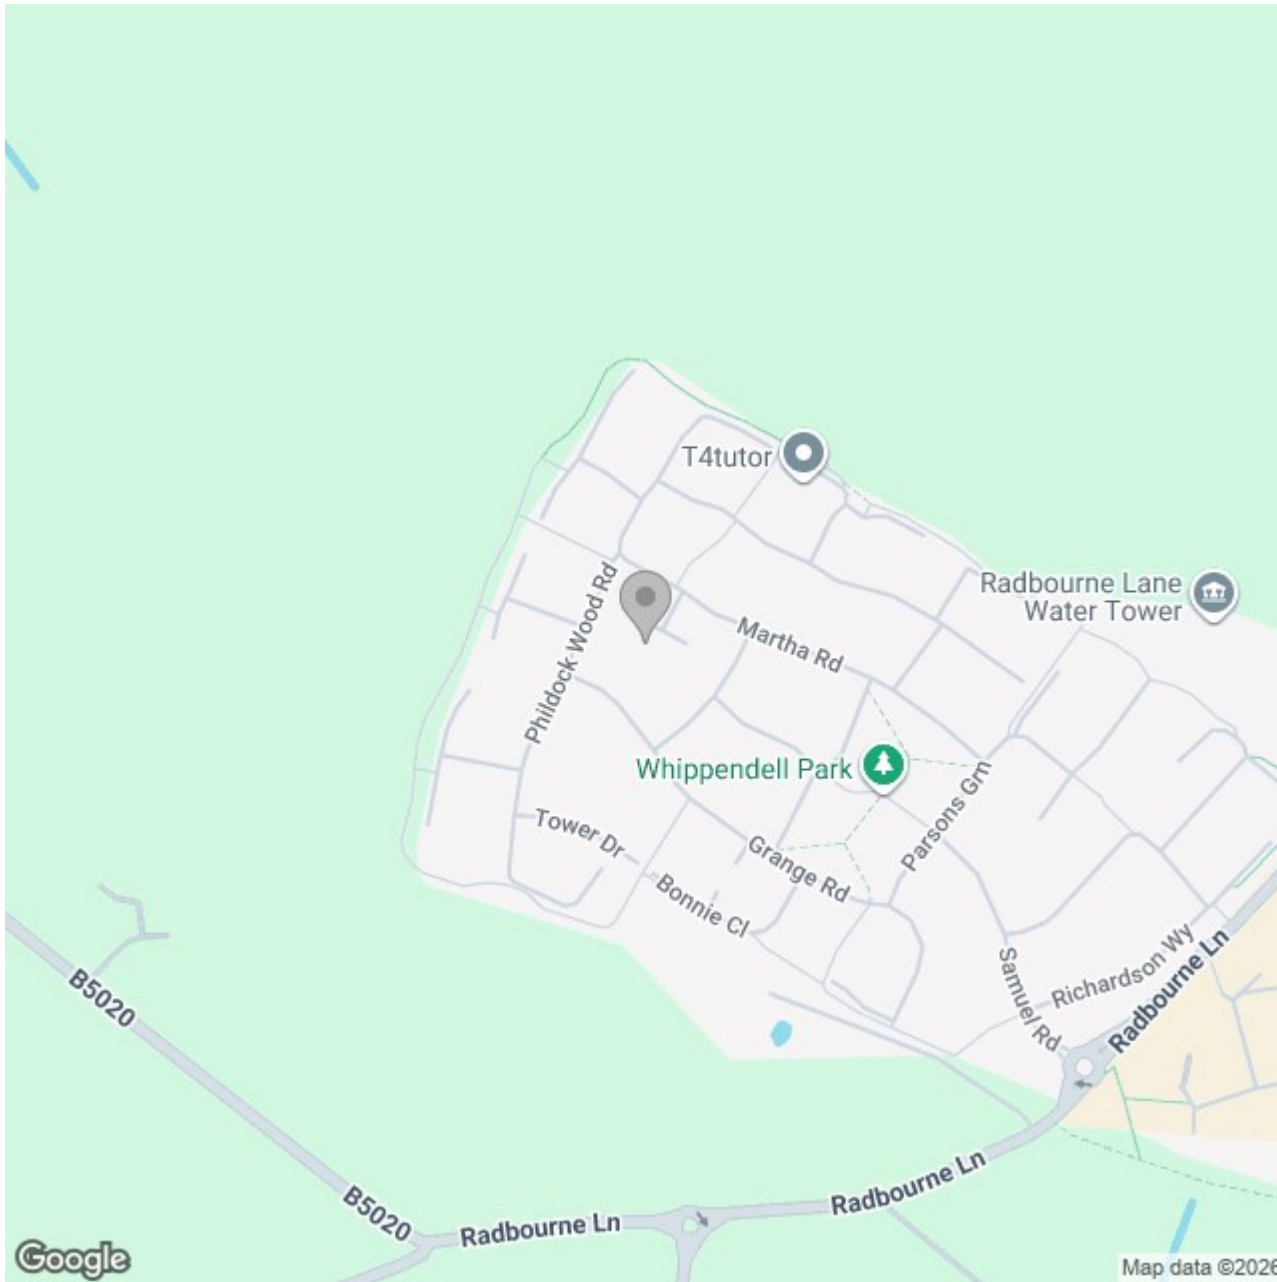 T4tutor
Radbourne Lane
Water Tower
Phildock Wood Rd
Martha Rd
Whippendell Park
Parsons Grn
Tower Dr
Grange Rd
Bonnie Cl
Samuel Rd
Richardson Wy
Radbourne Ln
B5020
B5020
Radbourne Ln
Radbourne Ln
Google
Map data ©2026